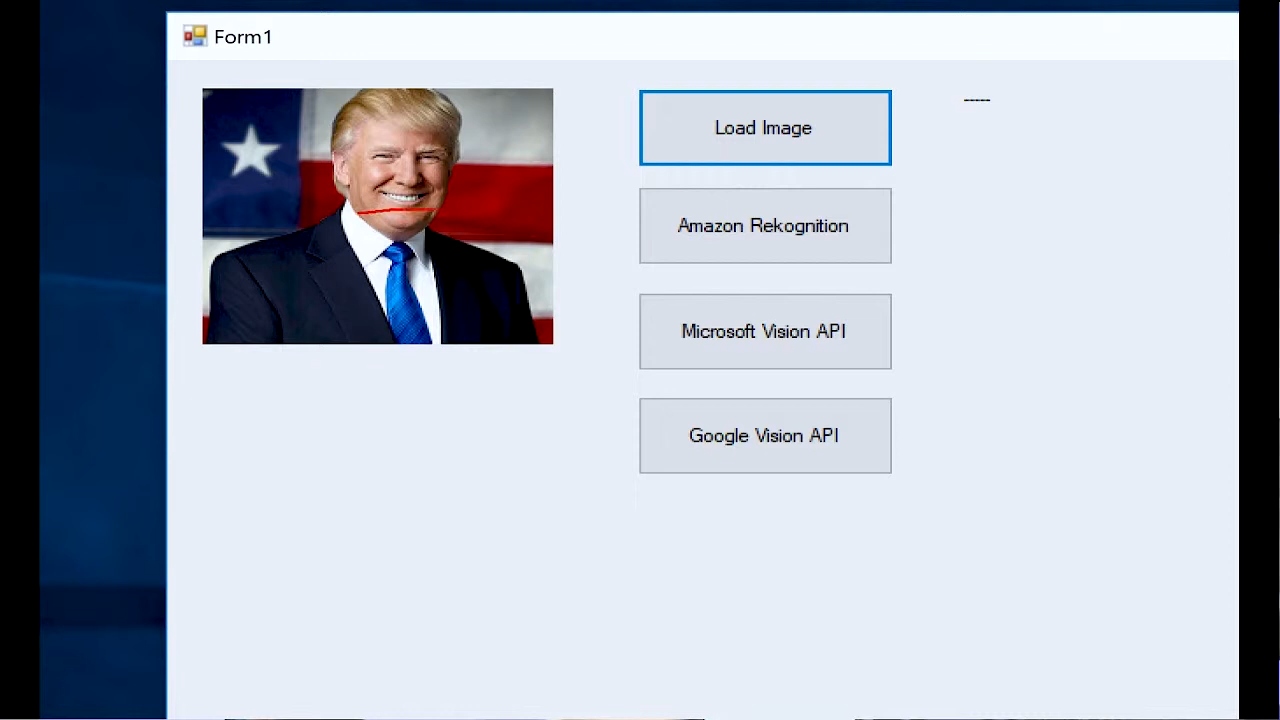 Form1
Load Image
-----
Amazon Rekognition
Microsoft Vision API
Google Vision API